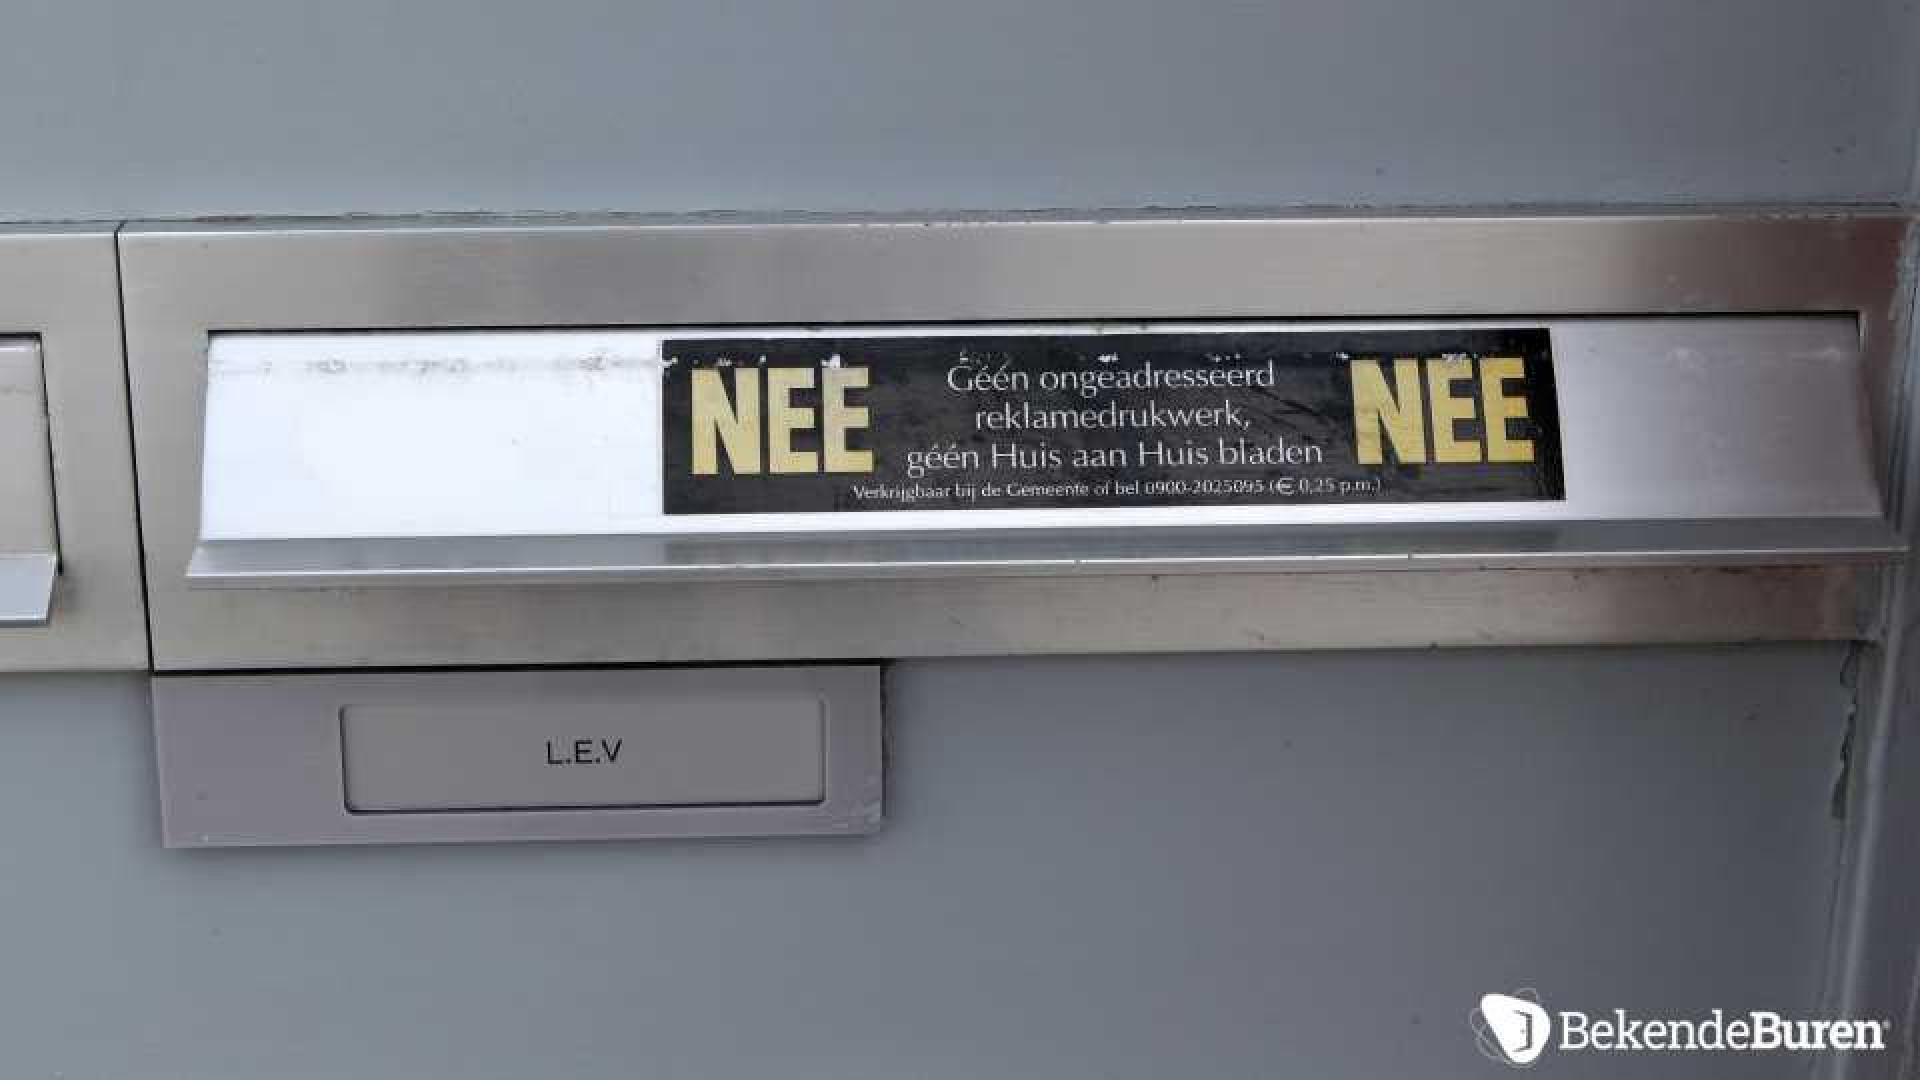 NEE
Géén ongeadresseerd
reklamedrukwerk,
géén Huis aan Huis bladen
Verkrijgbaar bij de Gemeente of bel 0900-2025095 (€ 0,25 p.m.)
NEE
L.E.V
BekendeBuren